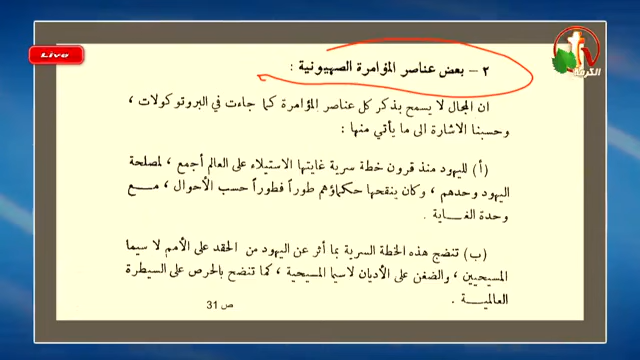 Live
الكرمة
٢ – بعض عناصر المؤامرة الصهيونية :
ان المجال لا يسمح بذكر كل عناصر المؤامرة كما جاءت في البروتوكولات ،
وحسبنا الاشارة الى ما يأتي منها :
(أ) لليهود منذ قرون خطة سرية غايتها الاستيلاء على العالم أجمع ، لمصلحة
اليهود وحدهم ، وكان ينقحها حكماؤهم طوراً فطوراً حسب الأحوال ، مع
وحدة الغاية .
(ب) تنضح هذه الخطة السرية بما أثر عن اليهود من الحقد على الأمم لا سيما
المسيحيين ، والضغن على الأديان لاسيما المسيحية ، كما تنضح بالحرص على السيطرة
العالمية .
ص 31